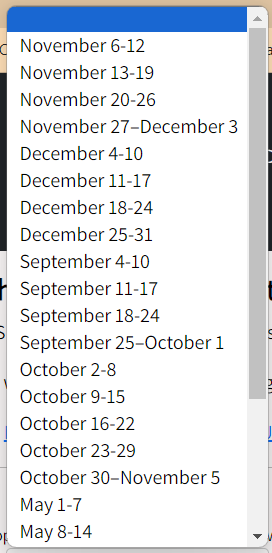 November 6-12
November 13-19
November 20-26
November 27–December 3
December 4-10
December 11-17
December 18-24
December 25-31
September 4-10
September 11-17
September 18-24
September 25–October 1
October 2-8
October 9-15
October 16-22
October 23-29
October 30–November 5
May 1-7
May 8-14